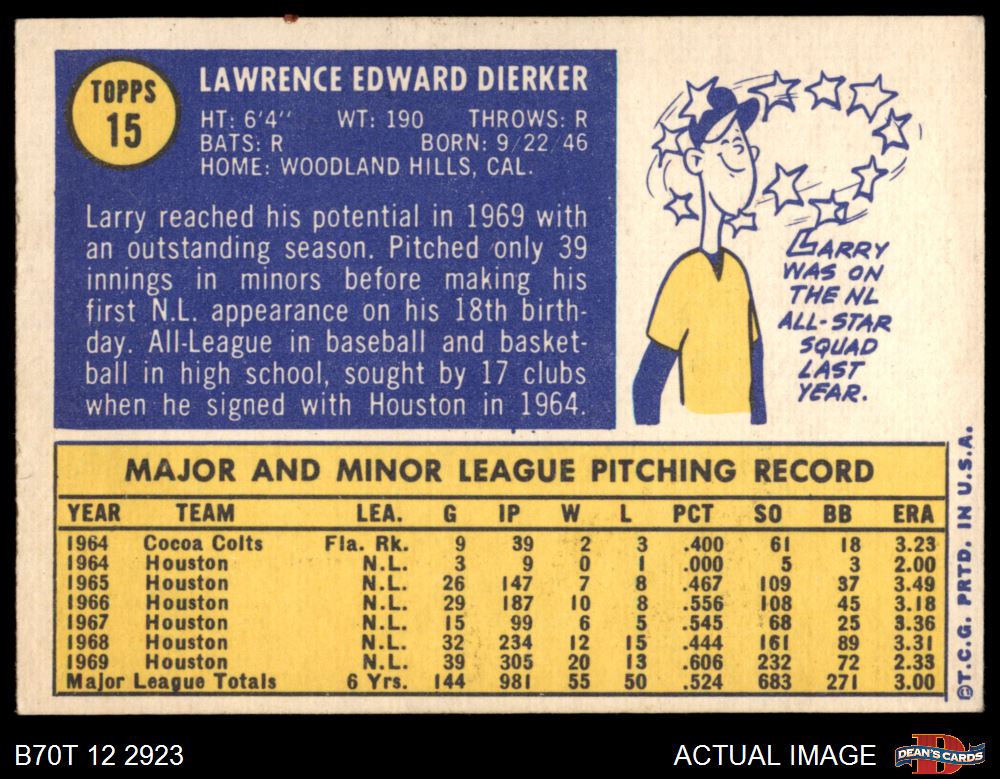 TOPPS
15
LAWRENCE EDWARD DIERKER
HT: 6'4" WT: 190 THROWS: R
BATS: R BORN: 9/22/46
HOME: WOODLAND HILLS, CAL.
Larry reached his potential in 1969 with
an outstanding season. Pitched only 39
innings in minors before making his
first N.L. appearance on his 18th birth-
day. All-League in baseball and basket-
ball in high school, sought by 17 clubs
when he signed with Houston in 1964.
LARRY
WAS ON
THE NL
ALL-STAR
SQUAD
LAST
YEAR.
MAJOR AND MINOR LEAGUE PITCHING RECORD
YEAR TEAM LEA. G IP W L PCT SO BB ERA
1964 Cocoa Colts Fla. Rk. 9 39 2 3 .400 61 18 3.23
1964 Houston N.L. 3 9 0 1 .000 5 3 2.00
1965 Houston N.L. 26 147 7 8 .467 109 37 3.49
1966 Houston N.L. 29 187 10 8 .556 108 45 3.18
1967 Houston N.L. 15 99 6 5 .545 68 25 3.36
1968 Houston N.L. 32 234 12 15 .444 161 89 3.31
1969 Houston N.L. 39 305 20 13 .606 232 72 2.33
Major League Totals 6 Yrs. 144 981 55 50 .524 683 271 3.00
©T.C.G. PRTD. IN U.S.A.
B70T 12 2923
ACTUAL IMAGE
D
DEAN'S CARDS